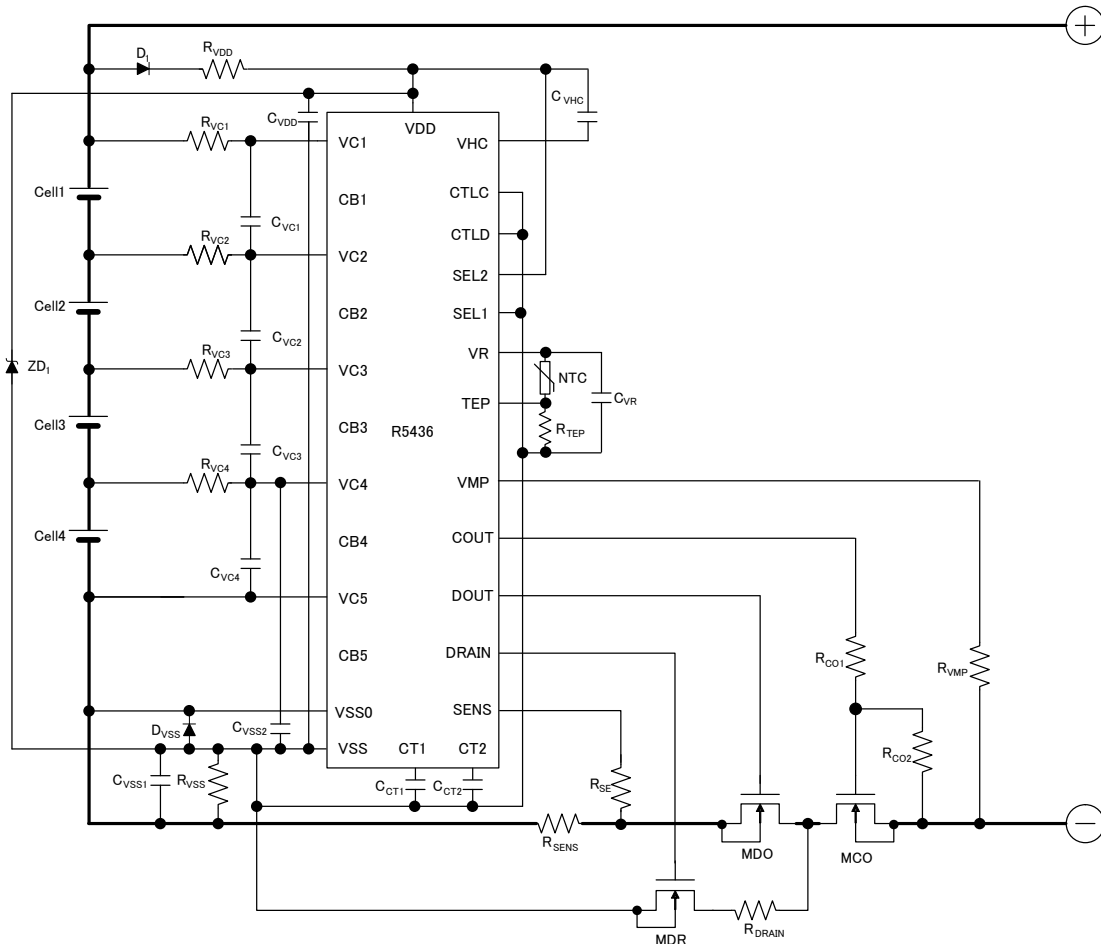 +
D1
RVDD
CVDD
VDD
CVHC
RVC1
VC1
VHC
Cell1
CB1
CTLC
CVC1
CTLD
RVC2
VC2
SEL2
Cell2
CB2
SEL1
CVC2
RVC3
VR
ZD1
VC3
NTC
CVR
TEP
Cell3
CB3
R5436
RTEP
CVC3
RVC4
VC4
VMP
Cell4
CB4
COUT
CVC4
VC5
DOUT
CB5
DRAIN
RCO1
RVMP
VSS0
SENS
DVSS
CVSS2
VSS
CT1
CT2
RCO2
CVSS1
RVSS
CCT1
CCT2
RSE
−
RSENS
MDO
MCO
MDR
RDRAIN